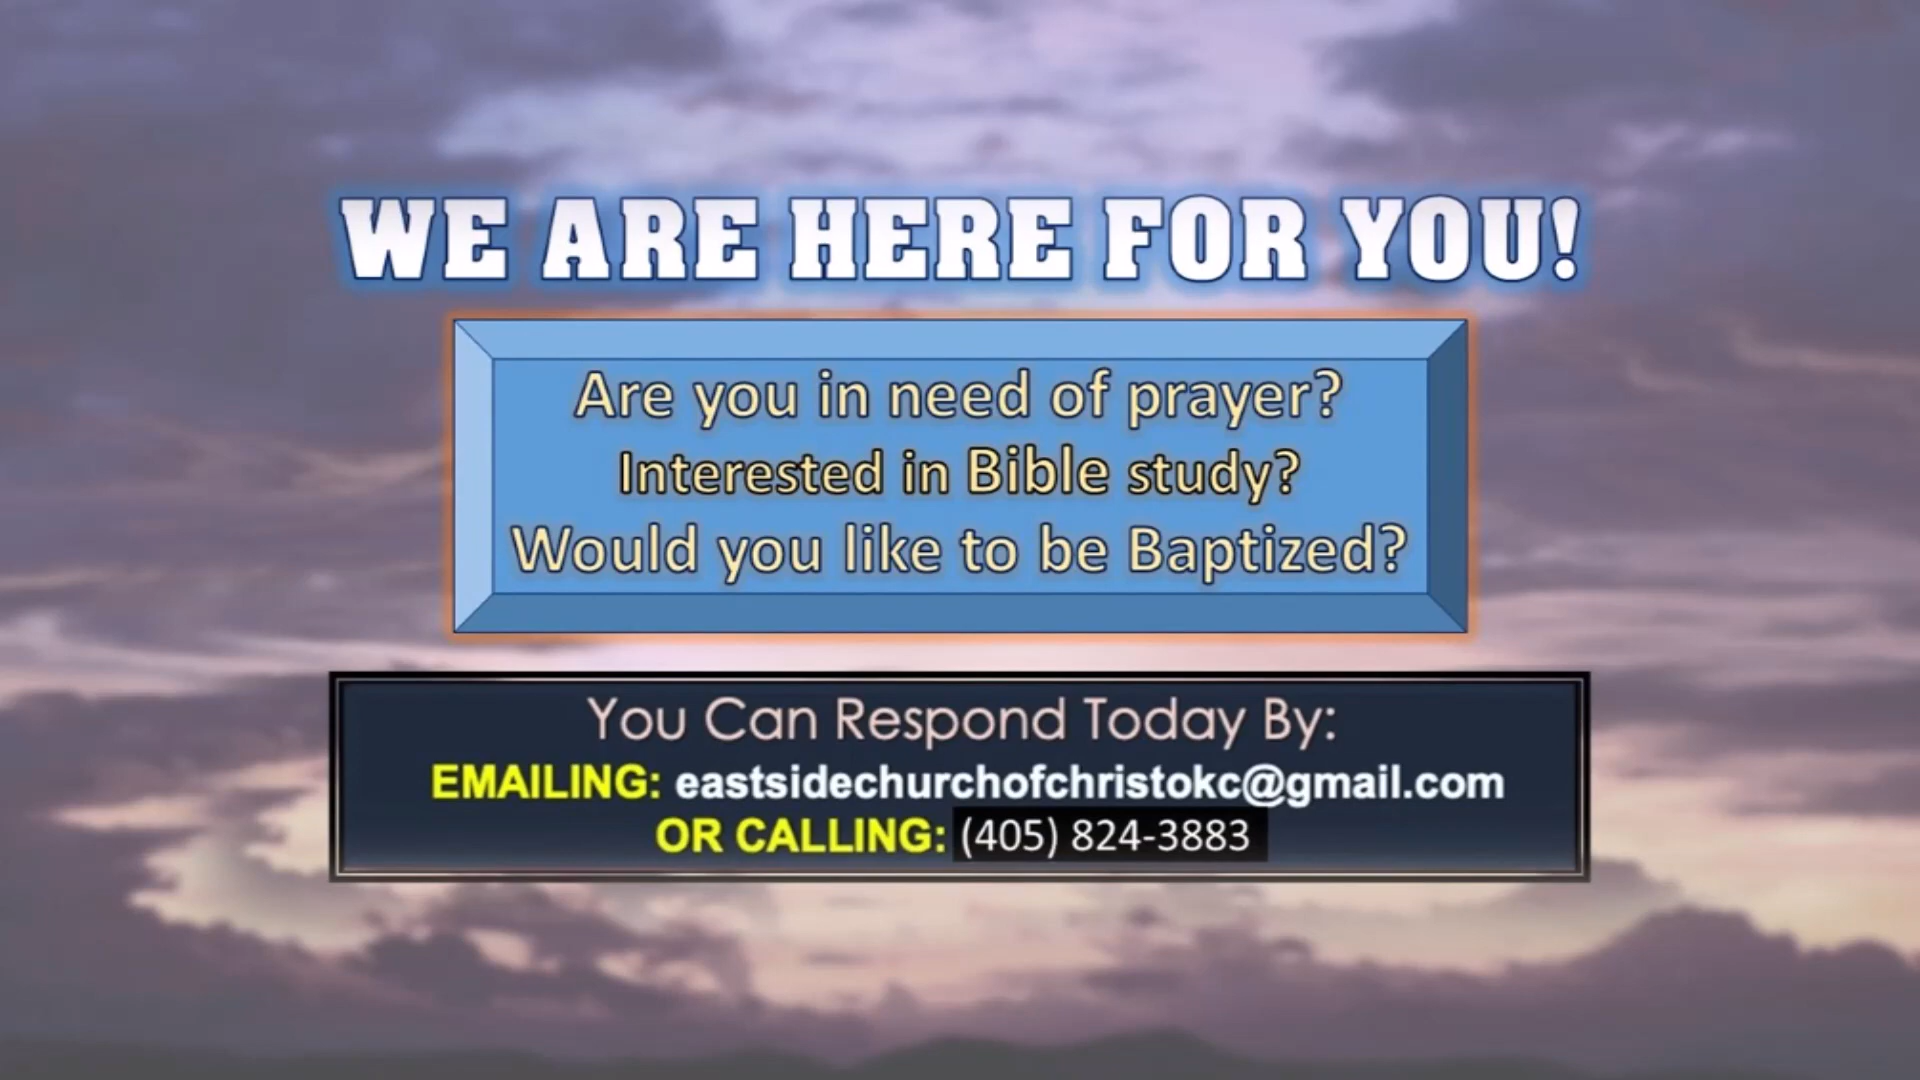 WE ARE HERE FOR YOU!
Are you in need of prayer?
Interested in Bible study?
Would you like to be Baptized?
You Can Respond Today By:
EMAILING: eastsidechurchofchristokc@gmail.com
OR CALLING: (405) 824-3883